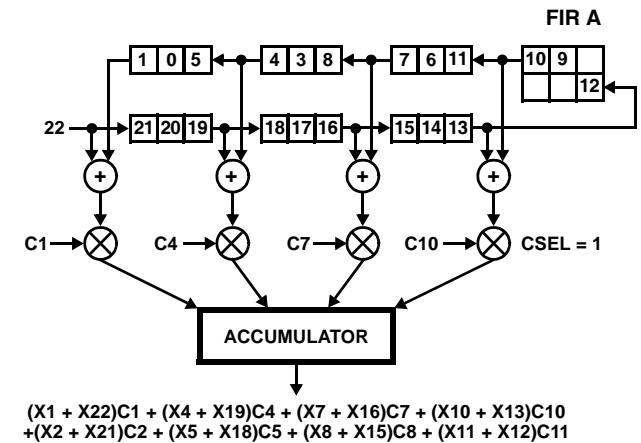 FIR A
1 0 5 4 3 8 7 6 11 10 9
12
22 21 20 19 18 17 16 15 14 13
+ + + +
C1 C4 C7 C10 CSEL = 1
ACCUMULATOR
(X1 + X22)C1 + (X4 + X19)C4 + (X7 + X16)C7 + (X10 + X13)C10
+(X2 + X21)C2 + (X5 + X18)C5 + (X8 + X15)C8 + (X11 + X12)C11